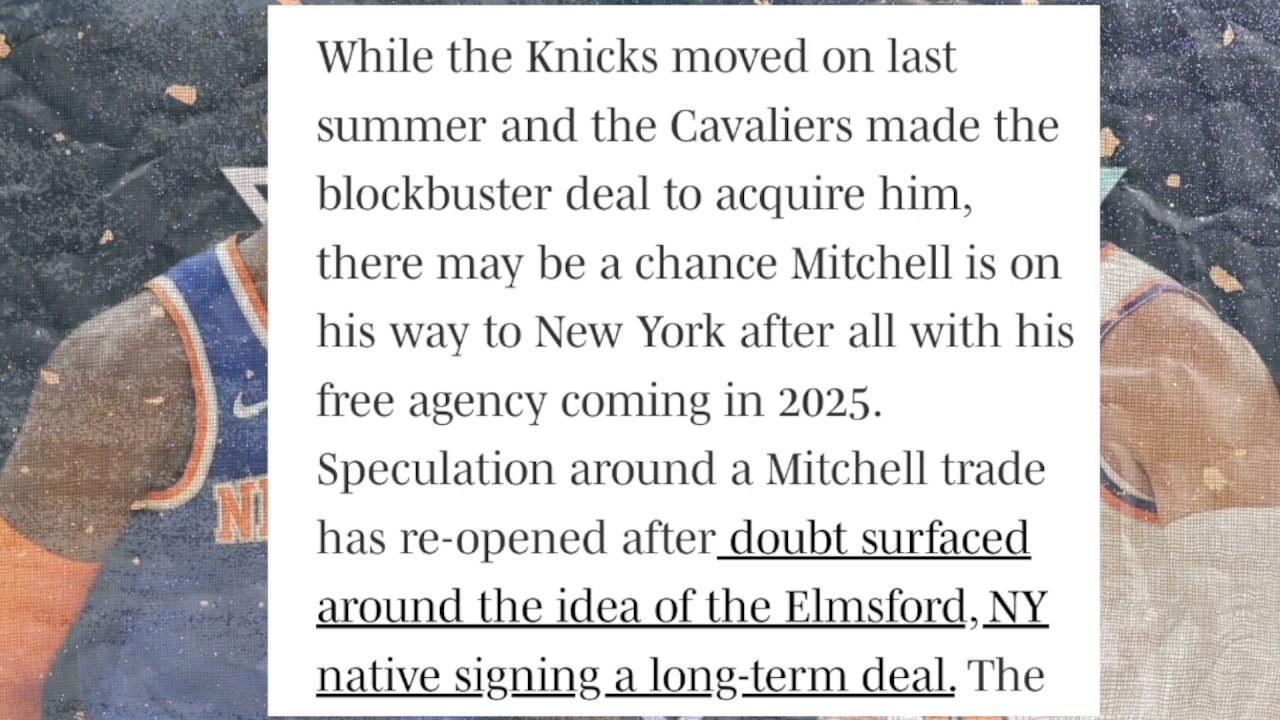 While the Knicks moved on last
summer and the Cavaliers made the
blockbuster deal to acquire him,
there may be a chance Mitchell is on
his way to New York after all with his
free agency coming in 2025.
Speculation around a Mitchell trade
has re-opened after doubt surfaced
around the idea of the Elmsford, NY
native signing a long-term deal. The